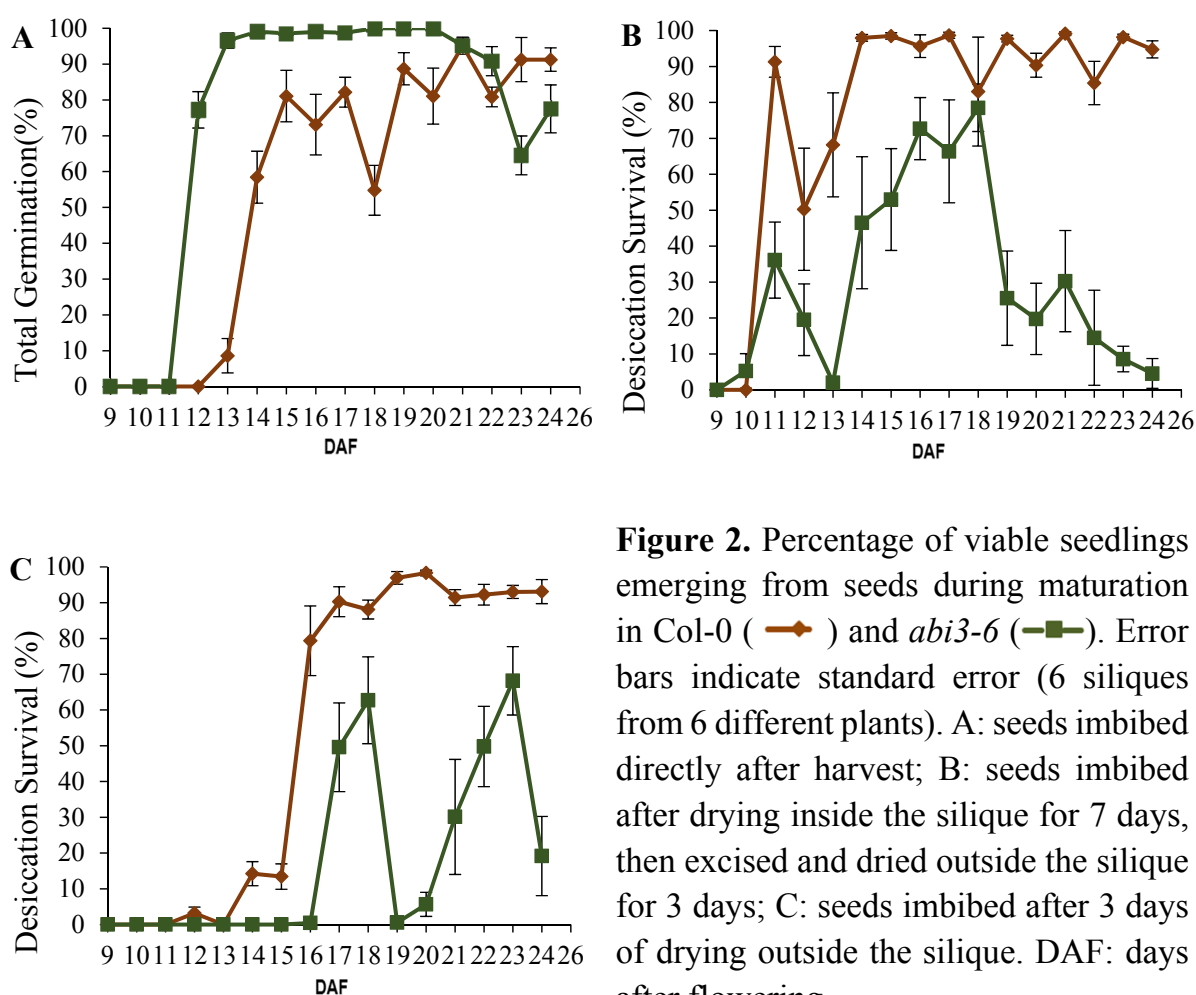 A
Total Germination(%)
100
90
80
70
60
50
40
30
20
10
0
9 10 11 12 13 14 15 16 17 18 19 20 21 22 23 24 26
DAF
B
Desiccation Survival (%)
100
90
80
70
60
50
40
30
20
10
0
9 10 11 12 13 14 15 16 17 18 19 20 21 22 23 24 26
DAF
C
Desiccation Survival (%)
100
90
80
70
60
50
40
30
20
10
0
9 10 11 12 13 14 15 16 17 18 19 20 21 22 23 24 26
DAF
Figure 2. Percentage of viable seedlings
emerging from seeds during maturation
in Col-0 ( ) and abi3-6 ( ). Error
bars indicate standard error (6 siliques
from 6 different plants). A: seeds imbibed
directly after harvest; B: seeds imbibed
after drying inside the silique for 7 days,
then excised and dried outside the silique
for 3 days; C: seeds imbibed after 3 days
of drying outside the silique. DAF: days
after flowering